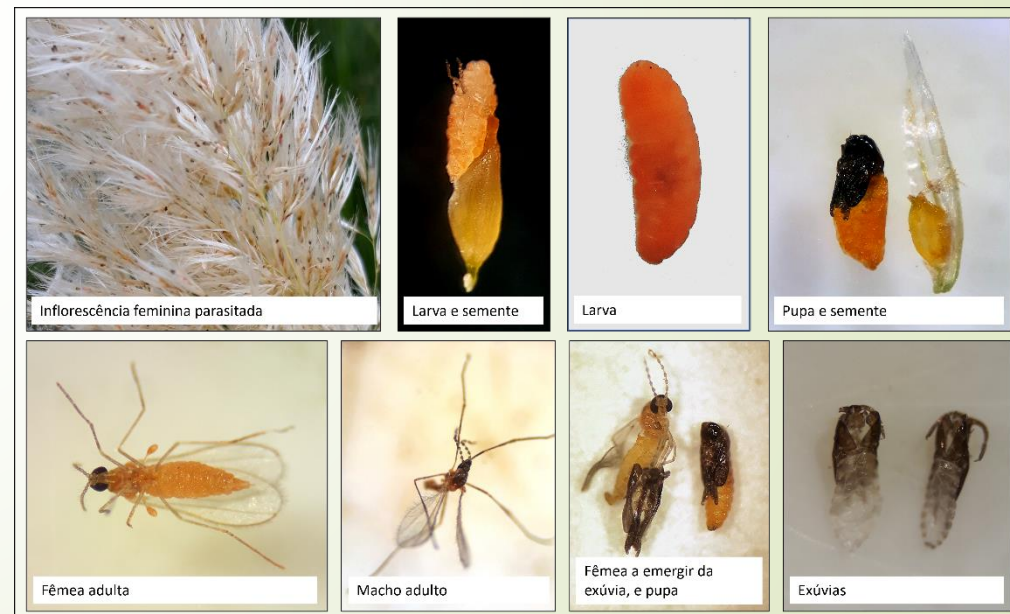 Inflorescência feminina parasitada
Larva e semente
Larva
Pupa e semente
Fêmea adulta
Macho adulto
Fêmea a emergir da
exúvia, e pupa
Exúvias